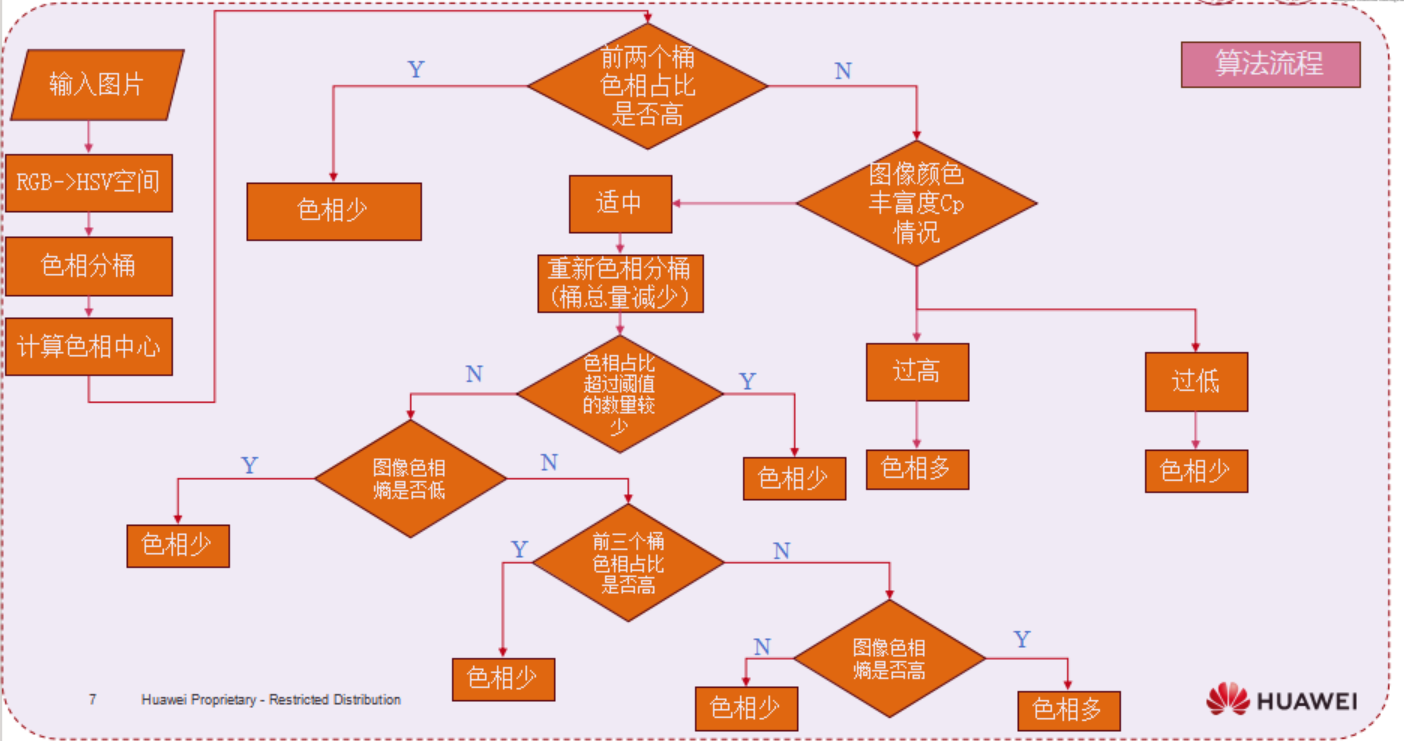 算法流程
输入图片
RGB->HSV空间
色相分桶
计算色相中心
前两个桶
色相占比
是否高
Y
N
色相少
图像颜色
丰富度Cp
情况
适中
重新色相分桶
(桶总量减少)
过高
色相多
过低
色相少
色相占比
超过阈值
的数量较
少
N
Y
色相少
图像色相
熵是否低
Y
N
色相少
前三个桶
色相占比
是否高
Y
N
色相少
图像色相
熵是否高
N
Y
色相少
色相多
7
Huawei Proprietary - Restricted Distribution
HUAWEI